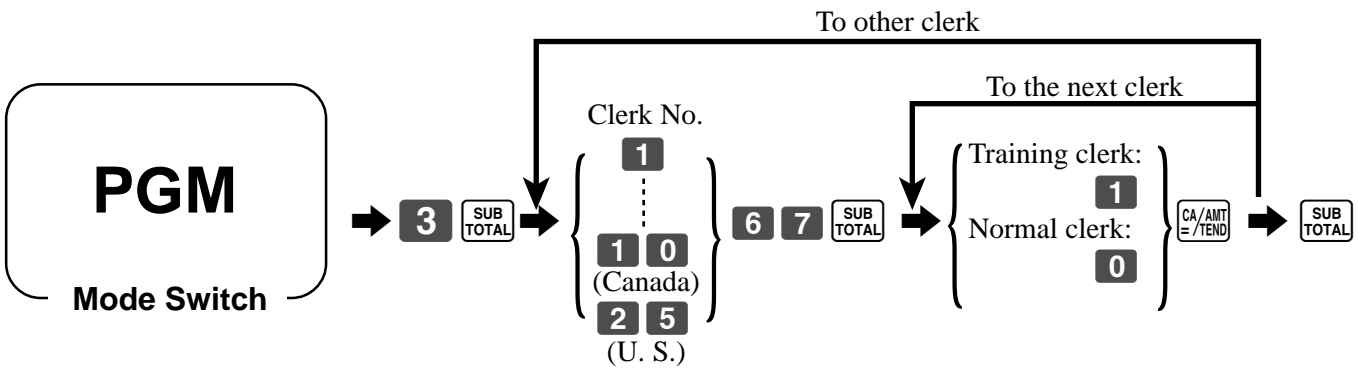 To other clerk
To the next clerk
Clerk No.
1
1 0
(Canada)
2 5
(U. S.)
PGM
Mode Switch
3 SUB TOTAL
6 7 SUB TOTAL
Training clerk:
1
Normal clerk:
0
CA/AMT
= /TEND
SUB
TOTAL